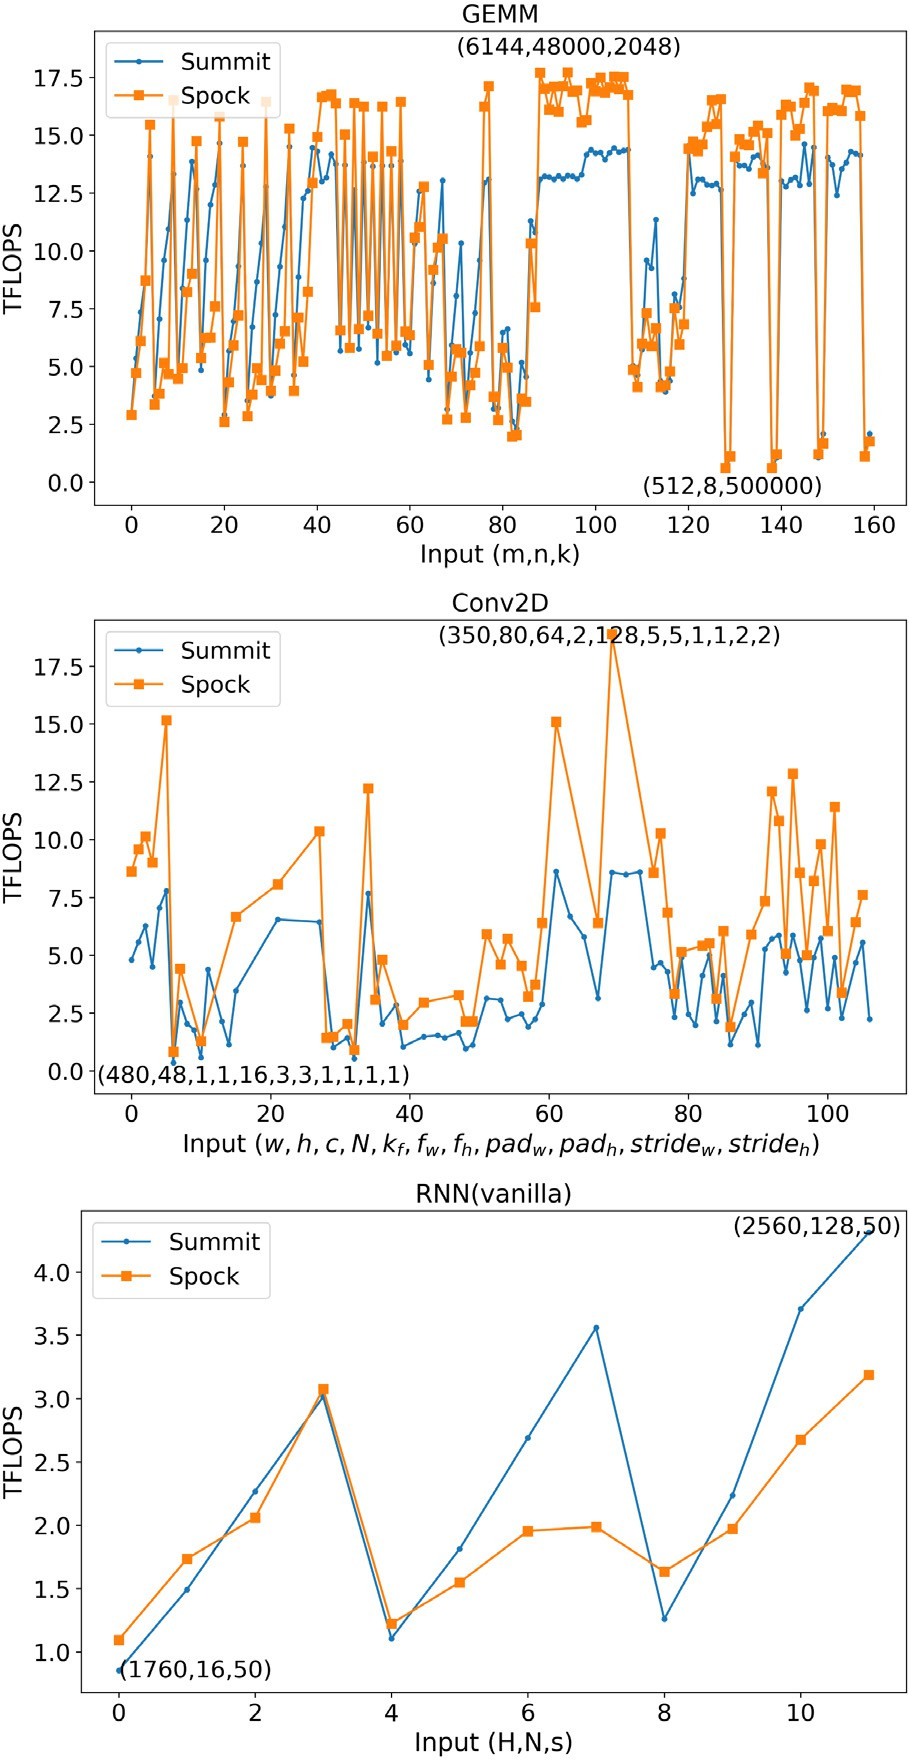 GEMM
(6144,48000,2048)
Summit
Spock
17.5
15.0
12.5
10.0
7.5
5.0
2.5
0.0
TFLOPS
(512,8,500000)
0 20 40 60 80 100 120 140 160
Input (m,n,k)
Conv2D
(350,80,64,2,128,5,5,1,1,2,2)
Summit
Spock
17.5
15.0
12.5
10.0
7.5
5.0
2.5
0.0
TFLOPS
(480,48,1,1,16,3,3,1,1,1,1)
0 20 40 60 80 100
Input (w, h, c, N, k_f, f_w, f_h, pad_w, pad_h, stride_w, stride_h)
RNN(vanilla)
(2560,128,50)
Summit
Spock
4.0
3.5
3.0
2.5
2.0
1.5
1.0
TFLOPS
(1760,16,50)
0 2 4 6 8 10
Input (H,N,s)